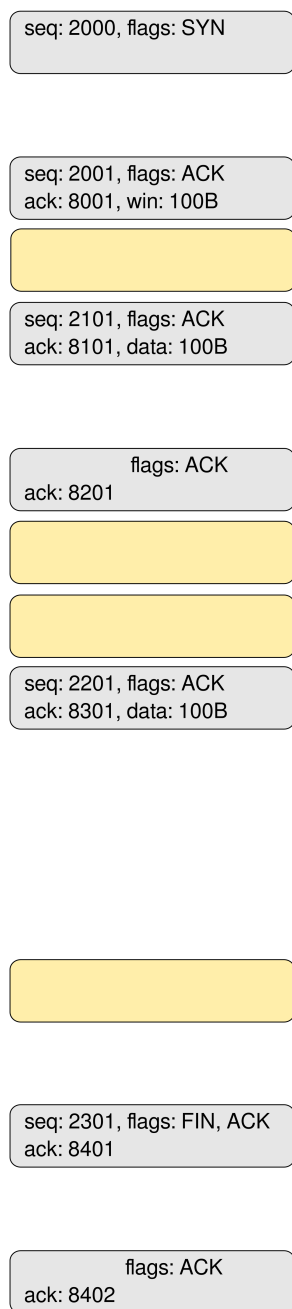 seq: 2000, flags: SYN
seq: 2001, flags: ACK
ack: 8001, win: 100B
seq: 2101, flags: ACK
ack: 8101, data: 100B
flags: ACK
ack: 8201
seq: 2201, flags: ACK
ack: 8301, data: 100B
seq: 2301, flags: FIN, ACK
ack: 8401
flags: ACK
ack: 8402